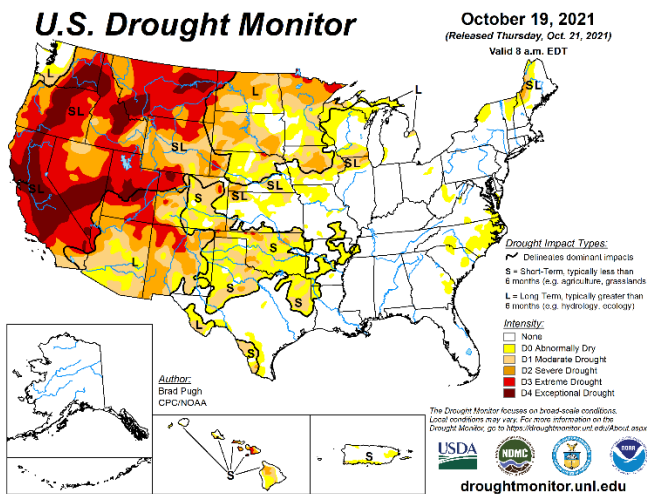 U.S. Drought Monitor
October 19, 2021
(Released Thursday, Oct. 21, 2021)
Valid 8 a.m. EDT
L
SL
L
SL
SL
L
SL
SL
S
SL
SL
L
S
S
S
L
S
Drought Impact Types:
Delineates dominant impacts
S = Short-Term, typically less than
6 months (e.g. agriculture, grasslands
L = Long Term, typically greater than
6 months (e.g. hydrology, ecology)
Intensity:
None
D0 Abnormally Dry
D1 Moderate Drought
D2 Severe Drought
D3 Extreme Drought
D4 Exceptional Drought
Author:
Brad Pugh
CPC/NOAA
S
S
The Drought Monitor focuses on broad-scale conditions.
Local conditions may vary. For more information on the
Drought Monitor, go to https://droughtmonitor.unl.edu/About.aspx
USDA
NDMC
NOAA
droughtmonitor.unl.edu